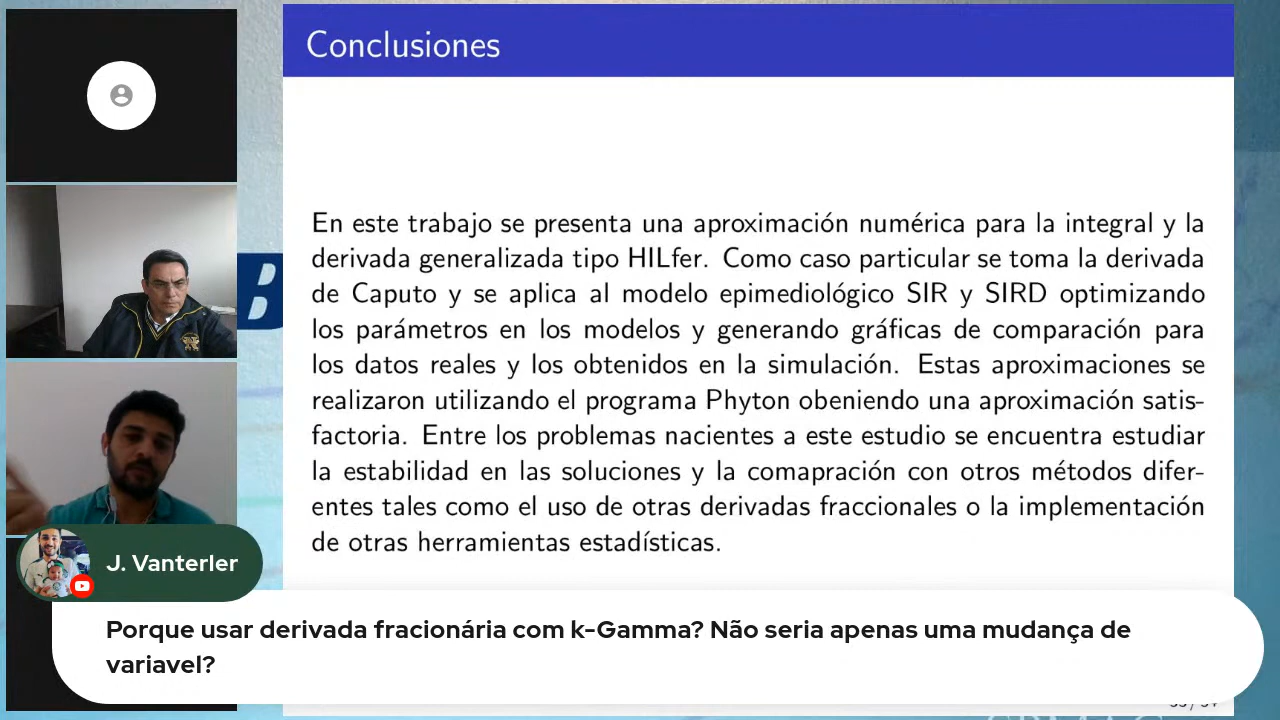 Conclusiones
En este trabajo se presenta una aproximación numérica para la integral y la
derivada generalizada tipo HILfer. Como caso particular se toma la derivada
de Caputo y se aplica al modelo epimediológico SIR y SIRD optimizando
los parámetros en los modelos y generando gráficas de comparación para
los datos reales y los obtenidos en la simulación. Estas aproximaciones se
realizaron utilizando el programa Phyton obeniendo una aproximación satis-
factoria. Entre los problemas nacientes a este estudio se encuentra estudiar
la estabilidad en las soluciones y la comapración con otros métodos difer-
entes tales como el uso de otras derivadas fraccionales o la implementación
de otras herramientas estadísticas.
J. Vanterler
Porque usar derivada fracionária com k-Gamma? Não seria apenas uma mudança de
variavel?